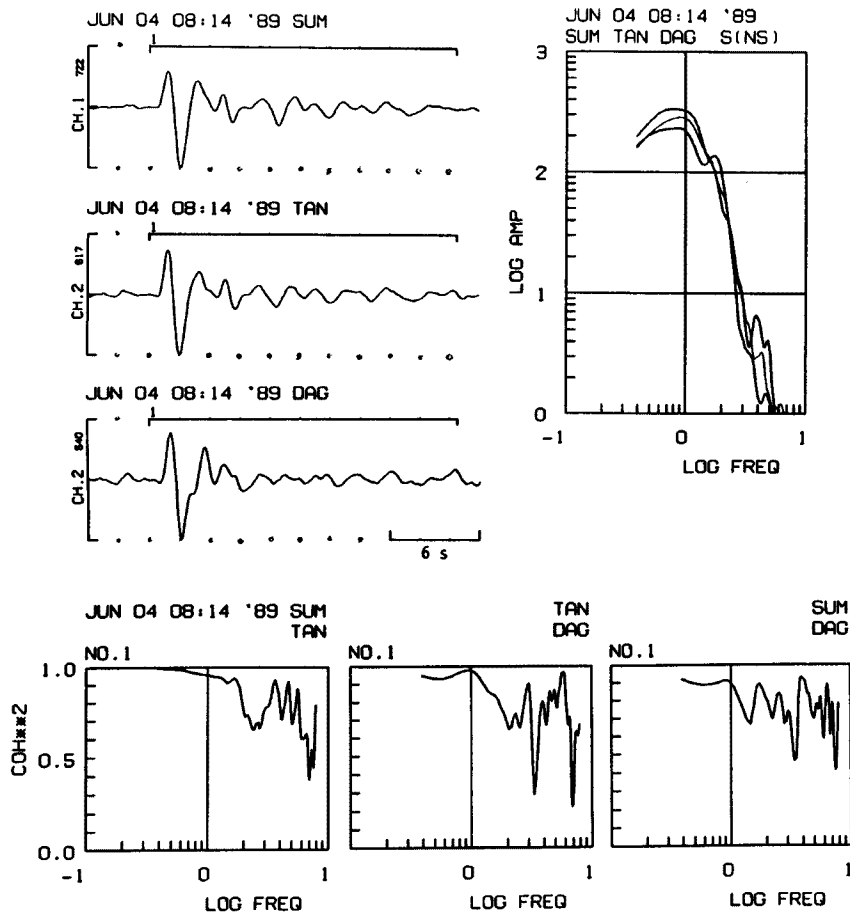 JUN 04 08:14 '89 SUM
CH.1 722
1
JUN 04 08:14 '89 TAN
CH.2 617
1
JUN 04 08:14 '89 DAG
CH.2 840
1
6 s
JUN 04 08:14 '89
SUM TAN DAG S(NS)
LOG AMP
3
2
1
0
-1 0 1
LOG FREQ
JUN 04 08:14 '89 SUM
TAN
NO.1
COH**2
1.0
0.5
0.0
-1 0 1
LOG FREQ
TAN
DAG
NO.1
0 1
LOG FREQ
SUM
DAG
NO.1
0 1
LOG FREQ